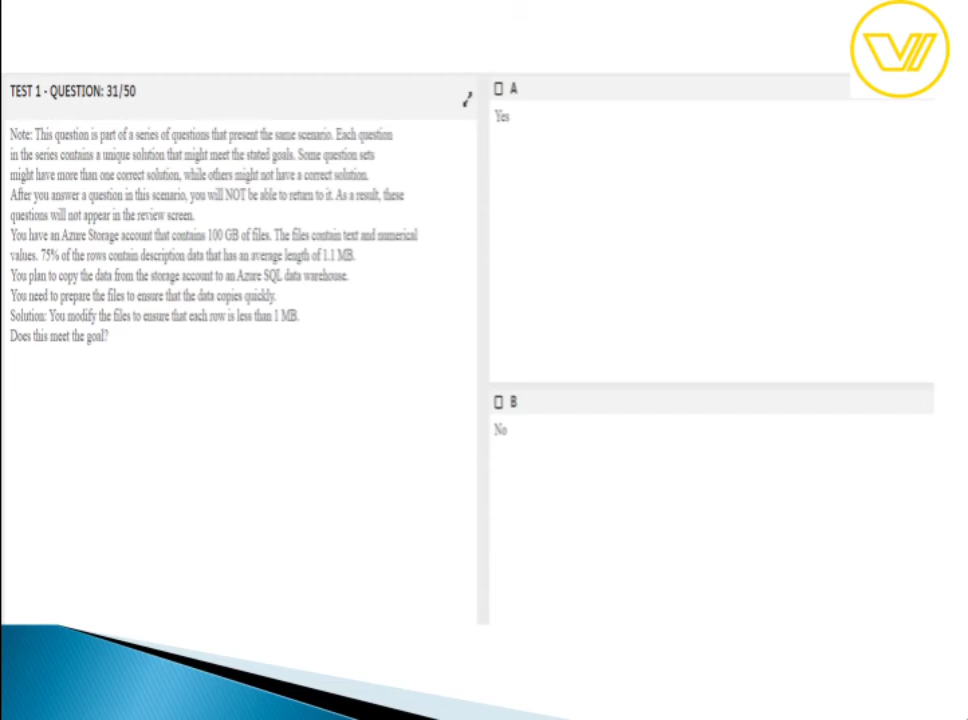 TEST 1 - QUESTION: 31/50
Note: This question is part of a series of questions that present the same scenario. Each question
in the series contains a unique solution that might meet the stated goals. Some question sets
might have more than one correct solution, while others might not have a correct solution.
After you answer a question in this scenario, you will NOT be able to return to it. As a result, these
questions will not appear in the review screen.
You have an Azure Storage account that contains 100 GB of files. The files contain text and numerical
values. 75% of the rows contain description data that has an average length of 1.1 MB.
You plan to copy the data from the storage account to an Azure SQL data warehouse.
You need to prepare the files to ensure that the data copies quickly.
Solution: You modify the files to ensure that each row is less than 1 MB.
Does this meet the goal?
A
Yes
B
No